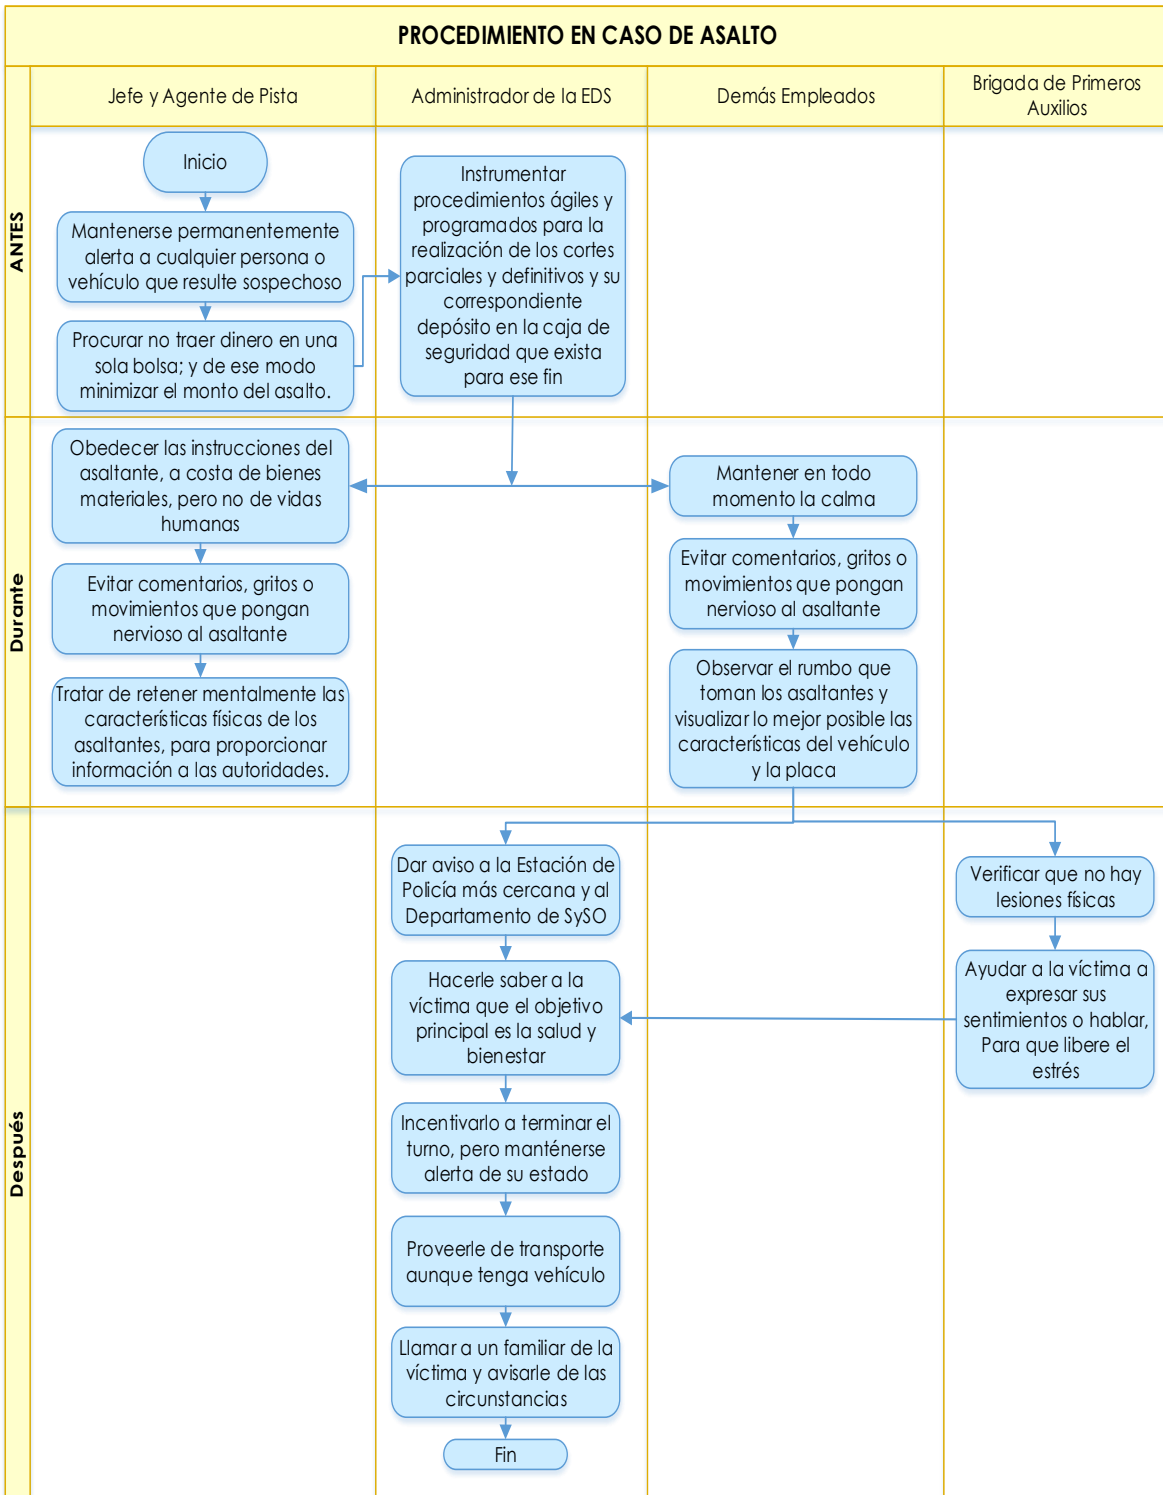 PROCEDIMIENTO EN CASO DE ASALTO
Jefe y Agente de Pista
Administrador de la EDS
Demás Empleados
Brigada de Primeros
Auxilios
ANTES
Inicio
Mantenerse permanentemente
alerta a cualquier persona o
vehículo que resulte sospechoso
Procurar no traer dinero en una
sola bolsa; y de ese modo
minimizar el monto del asalto.
Instrumentar
procedimientos ágiles y
programados para la
realización de los cortes
parciales y definitivos y su
correspondiente
depósito en la caja de
seguridad que exista
para ese fin
Durante
Obedecer las instrucciones del
asaltante, a costa de bienes
materiales, pero no de vidas
humanas
Evitar comentarios, gritos o
movimientos que pongan
nervioso al asaltante
Tratar de retener mentalmente las
características físicas de los
asaltantes, para proporcionar
información a las autoridades.
Mantener en todo
momento la calma
Evitar comentarios, gritos o
movimientos que pongan
nervioso al asaltante
Observar el rumbo que
toman los asaltantes y
visualizar lo mejor posible las
características del vehículo
y la placa
Después
Dar aviso a la Estación de
Policía más cercana y al
Departamento de SySO
Hacerle saber a la
víctima que el objetivo
principal es la salud y
bienestar
Incentivarlo a terminar el
turno, pero manténerse
alerta de su estado
Proveerle de transporte
aunque tenga vehículo
Llamar a un familiar de la
víctima y avisarle de las
circunstancias
Fin
Verificar que no hay
lesiones físicas
Ayudar a la víctima a
expresar sus
sentimientos o hablar,
Para que libere el
estrés